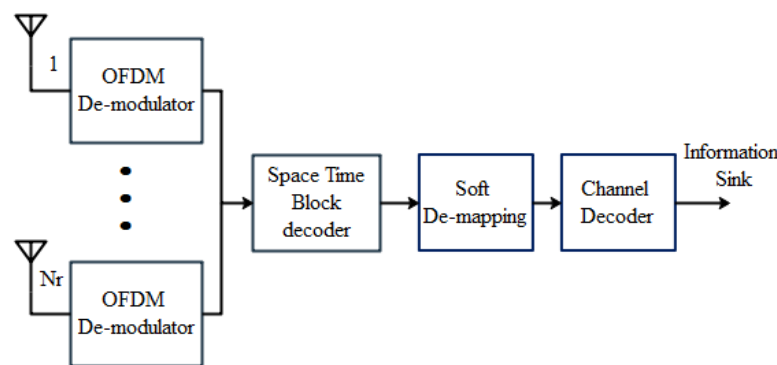 1
OFDM
De-modulator
Space Time
Block
decoder
Soft
De-mapping
Channel
Decoder
Information
Sink
Nr
OFDM
De-modulator